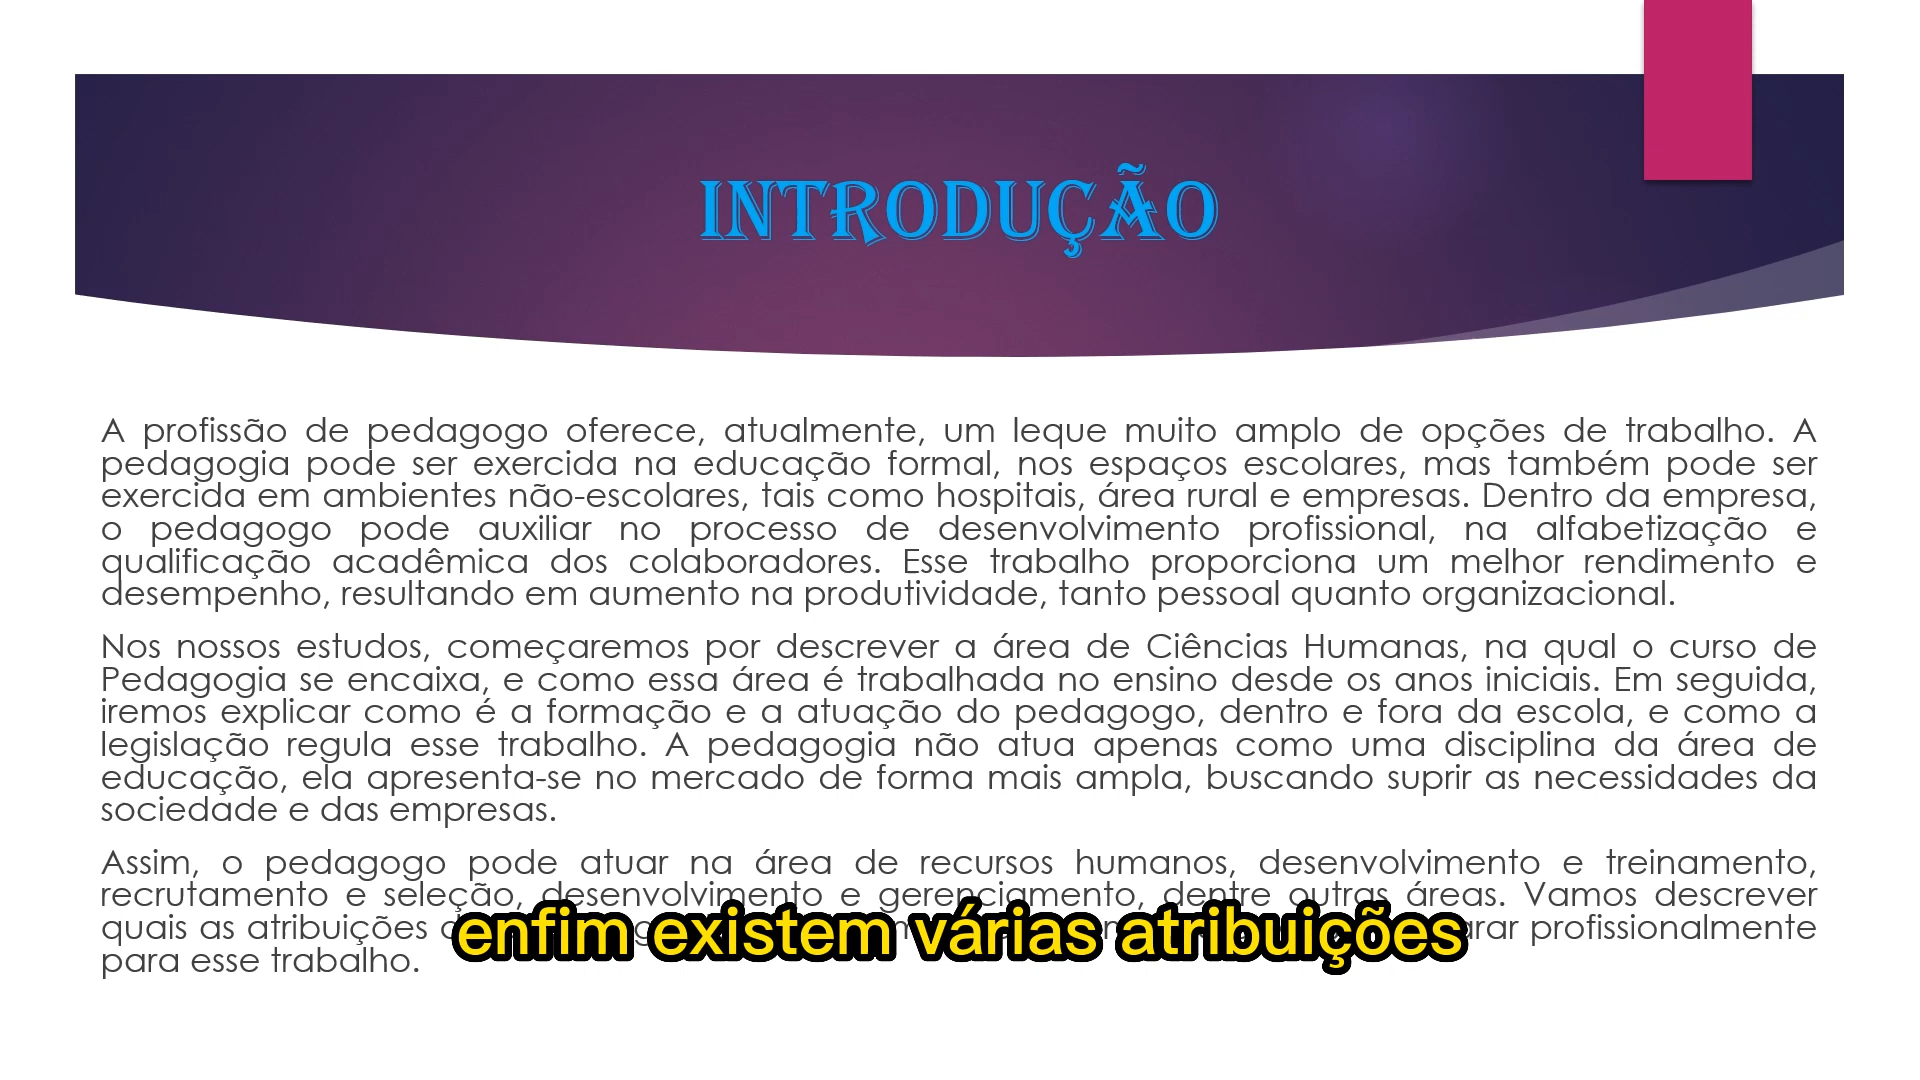 INTRODUÇÃO
A profissão de pedagogo oferece, atualmente, um leque muito amplo de opções de trabalho. A
pedagogia pode ser exercida na educação formal, nos espaços escolares, mas também pode ser
exercida em ambientes não-escolares, tais como hospitais, área rural e empresas. Dentro da empresa,
o pedagogo pode auxiliar no processo de desenvolvimento profissional, na alfabetização e
qualificação acadêmica dos colaboradores. Esse trabalho proporciona um melhor rendimento e
desempenho, resultando em aumento na produtividade, tanto pessoal quanto organizacional.
Nos nossos estudos, começaremos por descrever a área de Ciências Humanas, na qual o curso de
Pedagogia se encaixa, e como essa área é trabalhada no ensino desde os anos iniciais. Em seguida,
iremos explicar como é a formação e a atuação do pedagogo, dentro e fora da escola, e como a
legislação regula esse trabalho. A pedagogia não atua apenas como uma disciplina da área de
educação, ela apresenta-se no mercado de forma mais ampla, buscando suprir as necessidades da
sociedade e das empresas.
Assim, o pedagogo pode atuar na área de recursos humanos, desenvolvimento e treinamento,
recrutamento e seleção, desenvolvimento e gerenciamento, dentre outras áreas. Vamos descrever
quais as atribuições profissionalmente
para esse trabalho.
enfim existem várias atribuições